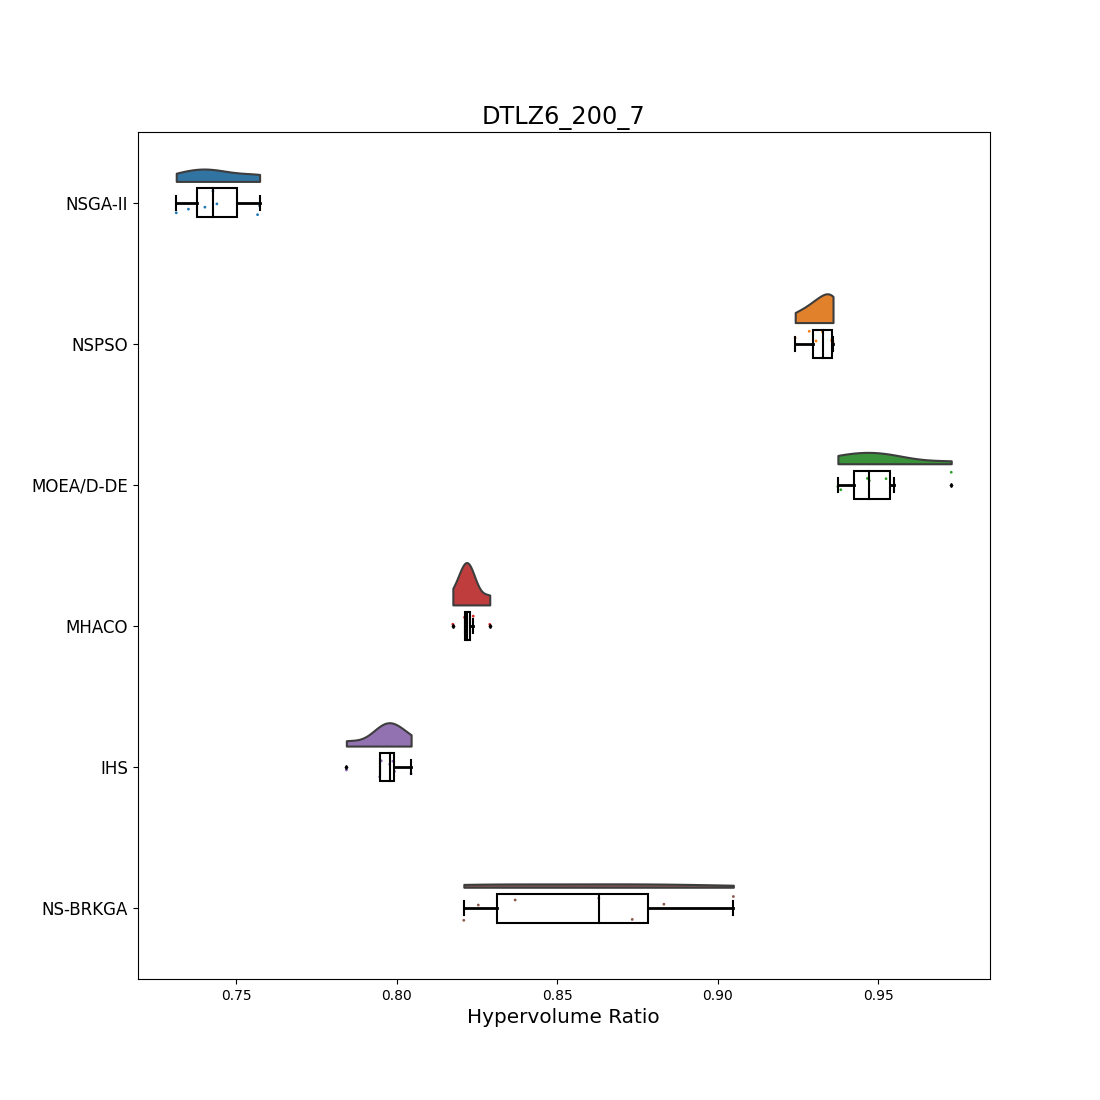 DTLZ6_200_7
NSGA-II
NSPSO
MOEA/D-DE
MHACO
IHS
NS-BRKGA
0.75 0.80 0.85 0.90 0.95
Hypervolume Ratio